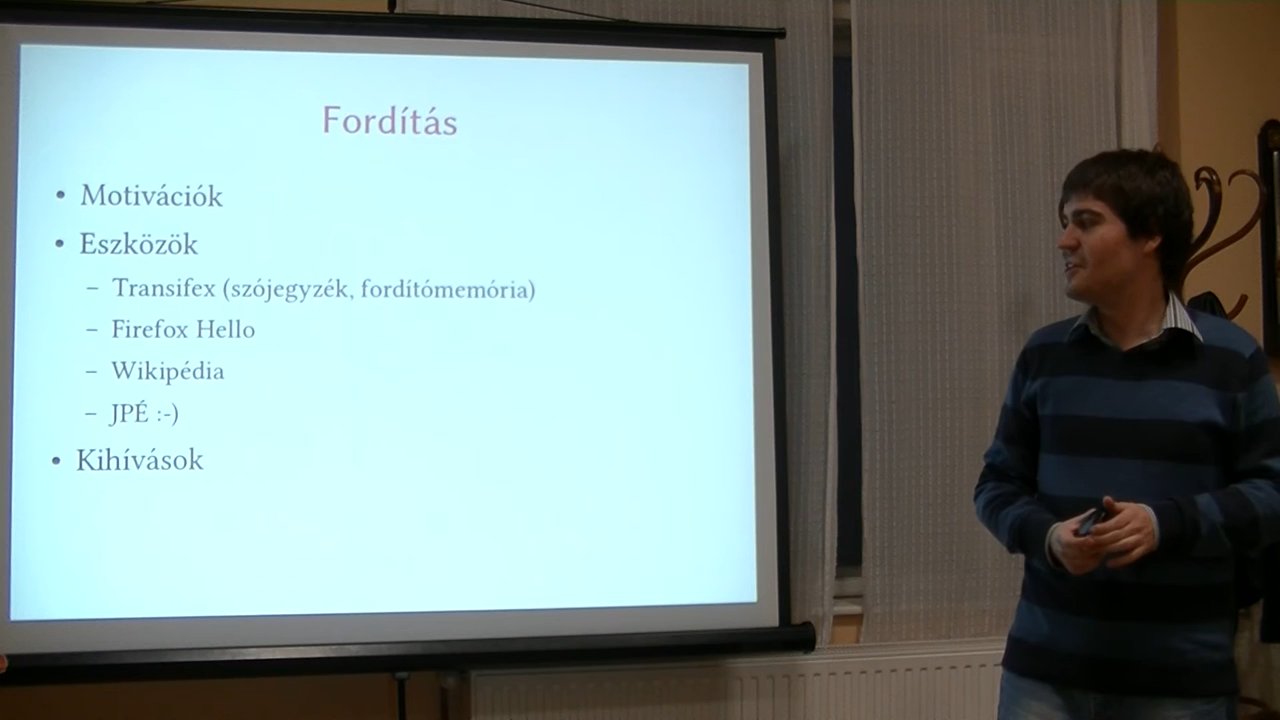 Fordítás
• Motivációk
• Eszközök
– Transifex (szójegyzék, fordítómemória)
– Firefox Hello
– Wikipédia
– JPÉ :-)
• Kihívások